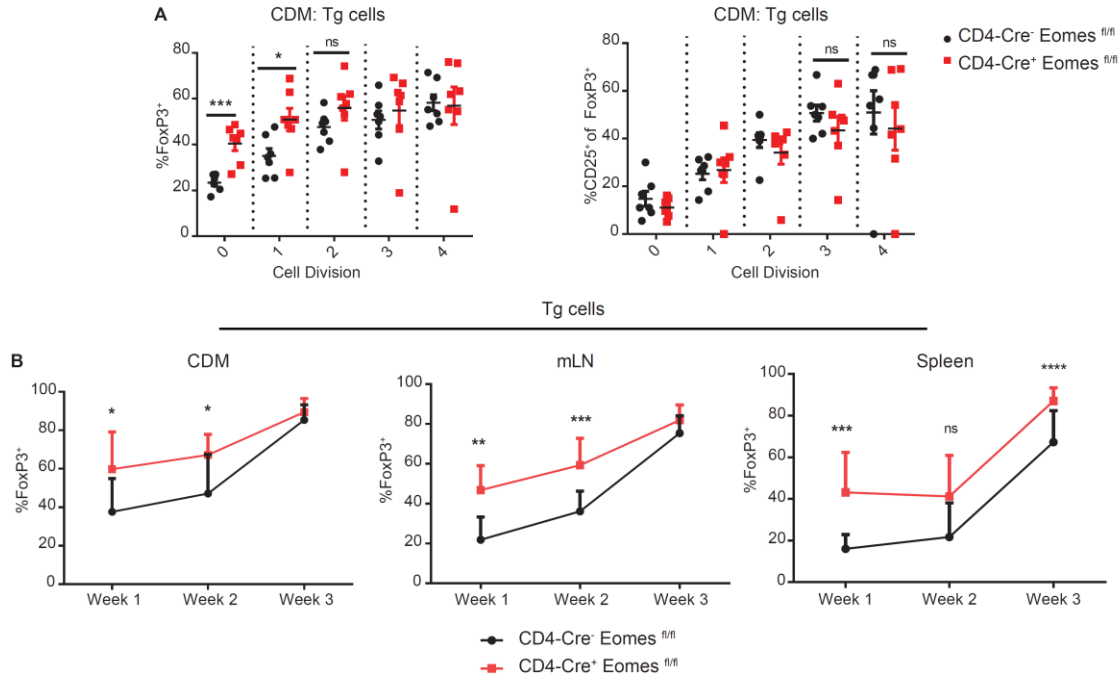 A
CDM: Tg cells
%FoxP3⁺
80
60
40
20
0
***
*
ns
0
1
2
3
4
Cell Division
CDM: Tg cells
%CD25⁺ of FoxP3⁺
80
60
40
20
0
ns
ns
0
1
2
3
4
Cell Division
CD4-Cre⁻ Eomes fl/fl
CD4-Cre⁺ Eomes fl/fl
Tg cells
B
CDM
%FoxP3⁺
100
80
60
40
20
0
*
*
Week 1
Week 2
Week 3
mLN
%FoxP3⁺
100
80
60
40
20
0
**
***
Week 1
Week 2
Week 3
Spleen
%FoxP3⁺
100
80
60
40
20
0
***
ns
****
Week 1
Week 2
Week 3
CD4-Cre⁻ Eomes fl/fl
CD4-Cre⁺ Eomes fl/fl